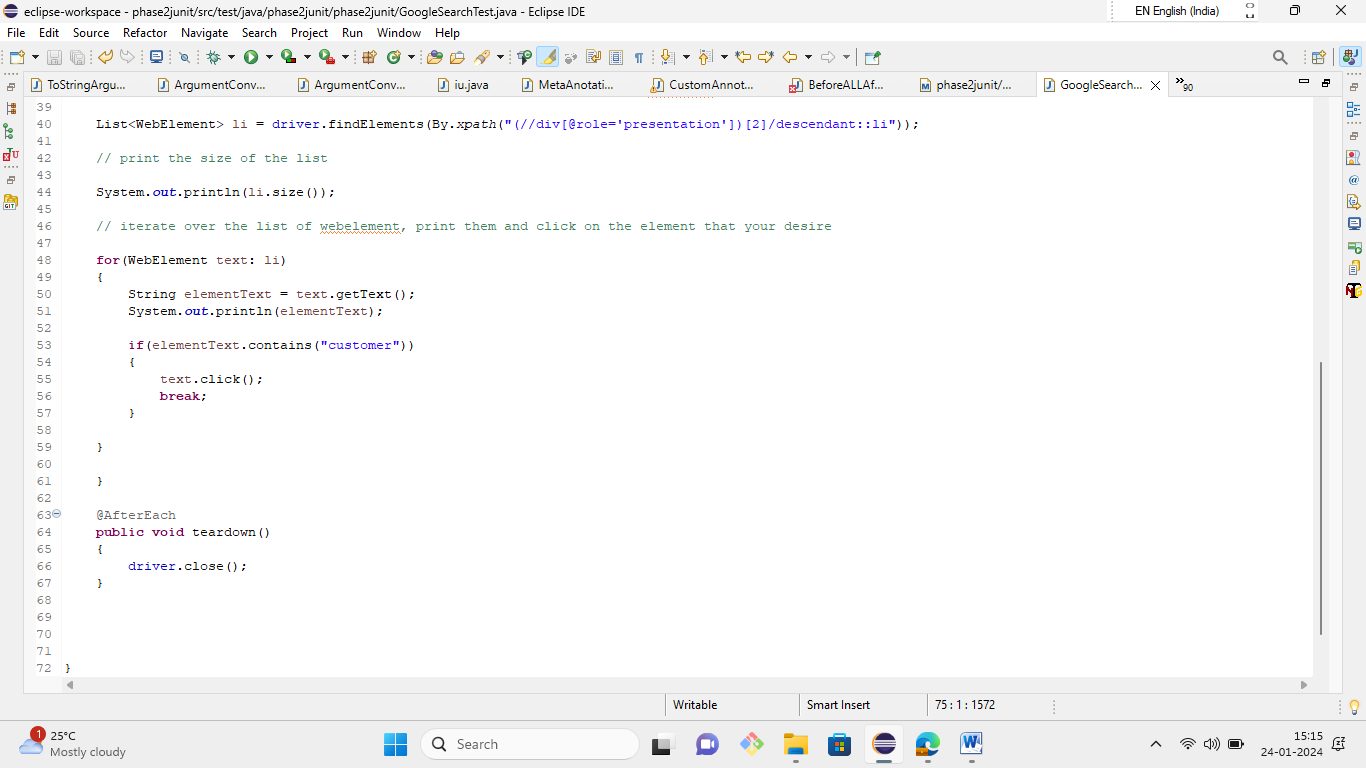 eclipse-workspace - phase2junit/src/test/java/phase2junit/phase2junit/GoogleSearchTest.java - Eclipse IDE
EN English (India)
File Edit Source Refactor Navigate Search Project Run Window Help
ToStringArgu... ArgumentConv... ArgumentConv... iu.java MetaAnotati... CustomAnnot... BeforeALLAf... phase2junit/... GoogleSearch... 90
39
40 List<WebElement> li = driver.findElements(By.xpath("(//div[@role='presentation'])[2]/descendant::li"));
41
42 // print the size of the list
43
44 System.out.println(li.size());
45
46 // iterate over the list of webelement, print them and click on the element that your desire
47
48 for(WebElement text: li)
49 {
50 String elementText = text.getText();
51 System.out.println(elementText);
52
53 if(elementText.contains("customer"))
54 {
55 text.click();
56 break;
57 }
58
59 }
60
61 }
62
63 @AfterEach
64 public void teardown()
65 {
66 driver.close();
67 }
68
69
70
71
72 }
Writable Smart Insert 75 : 1 : 1572
1 25°C
Mostly cloudy
Search
15:15
24-01-2024